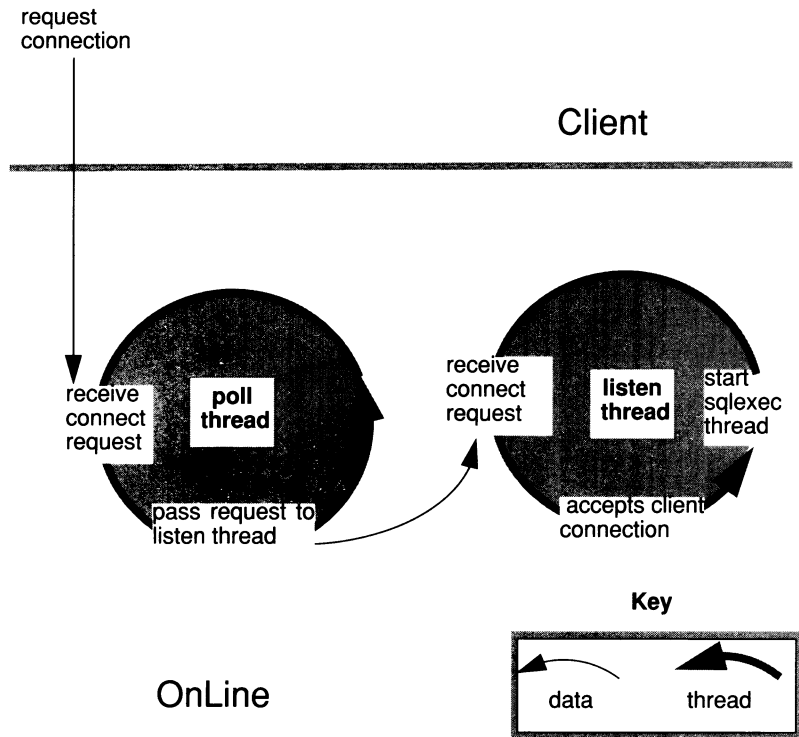 request
connection
Client
receive
connect
request
poll
thread
pass request to
listen thread
receive
connect
request
listen
thread
start
sqlexec
thread
accepts client
connection
Key
data
thread
OnLine